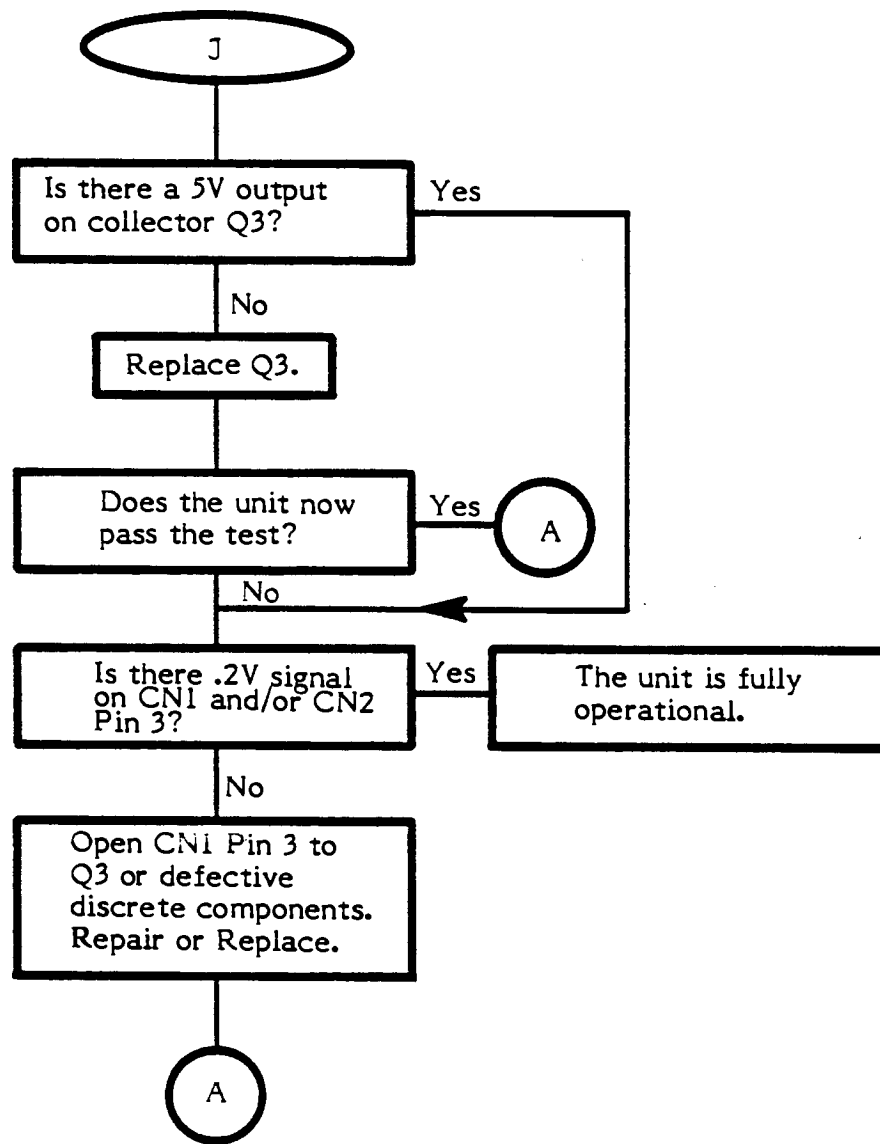 J
Is there a 5V output
on collector Q3?
Yes
No
Replace Q3.
Does the unit now
pass the test?
Yes
A
No
Is there .2V signal
on CN1 and/or CN2
Pin 3?
Yes
The unit is fully
operational.
No
Open CN1 Pin 3 to
Q3 or defective
discrete components.
Repair or Replace.
A